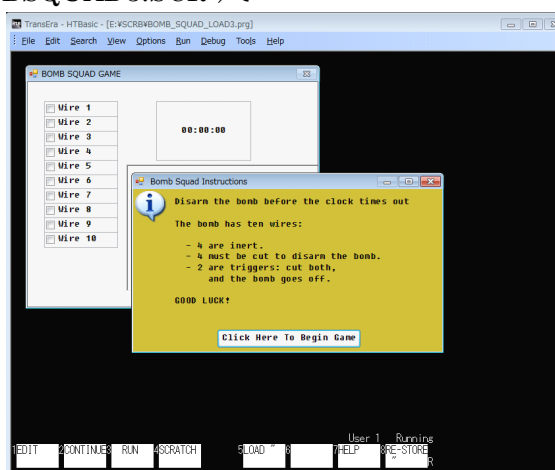 TransEra - HTBasic - [E:¥SCRB¥BOMB_SQUAD_LOAD3.prg]
File Edit Search View Options Run Debug Tools Help
BOMB SQUAD GAME
Wire 1
Wire 2
Wire 3
Wire 4
Wire 5
Wire 6
Wire 7
Wire 8
Wire 9
Wire 10
00:00:00
Bomb Squad Instructions
Disarm the bomb before the clock times out
The bomb has ten wires:
- 4 are inert.
- 4 must be cut to disarm the bomb.
- 2 are triggers: cut both,
and the bomb goes off.
GOOD LUCK!
Click Here To Begin Game
User 1 Running
1EDIT 2CONTINUE 3 RUN 4SCRATCH 5LOAD " 6 7HELP 8RE-STORE
" R